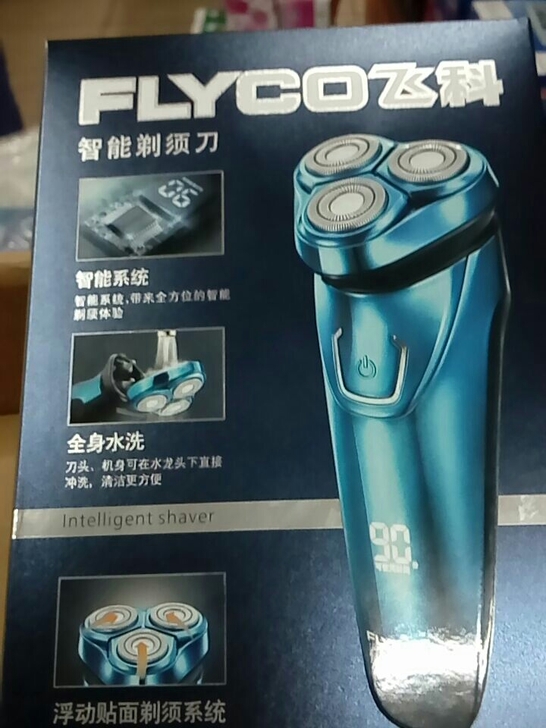 FLYCO飞科
智能剃须刀
智能系统
智能系统,带来全方位的智能
剃须体验
全身水洗
刀头、机身可在水龙头下直接
冲洗，清洁更方便
Intelligent shaver
90
浮动贴面剃须系统